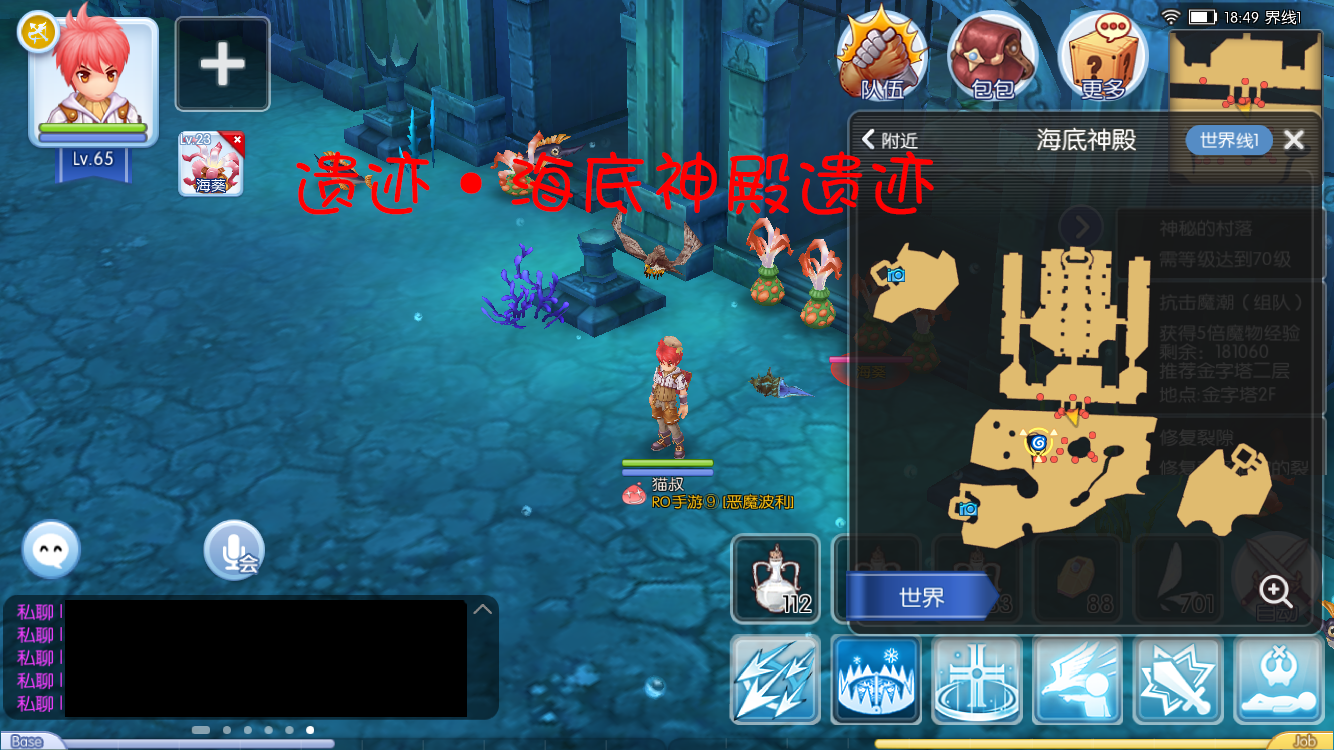 18:49 界线1
队伍
包包
更多
Lv.65
Lv.23
海葵
遗迹·海底神殿遗迹
附近
海底神殿
世界线1
神秘的村落
需等级达到70级
抗击魔潮（组队）
获得5倍魔物经验
剩余：181060
推荐金字塔二层
地点:金字塔2F
修复裂隙
海葵
猫叔
RO手游⑨ [恶魔波利]
会
112
88
701
自动
世界
私聊
私聊
私聊
私聊
私聊
Base
Job